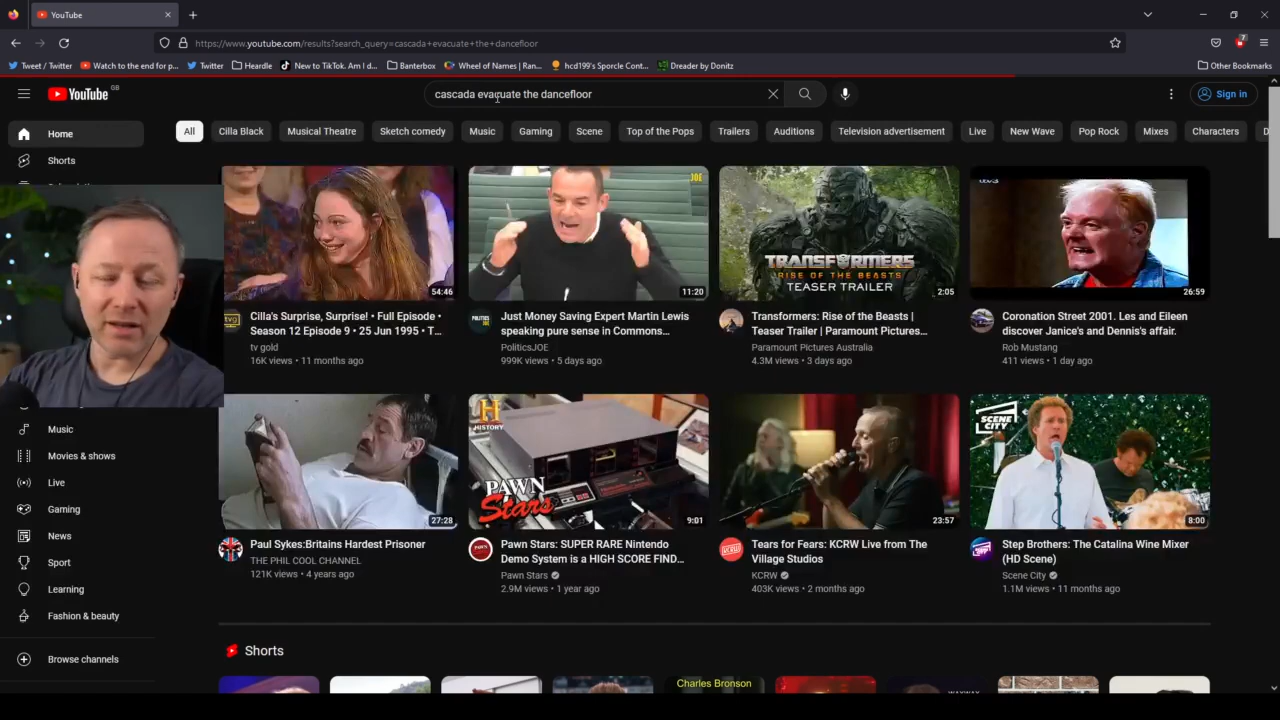 YouTube
https://www.youtube.com/results?search_query=cascada+evacuate+the+dancefloor
7
Tweet / Twitter
Watch to the end for p...
Twitter
Heardle
New to TikTok. Am I d...
Banterbox
Wheel of Names | Ran...
hcd199's Sporcle Cont...
Dreader by Donitz
Other Bookmarks
YouTube GB
cascada evacuate the dancefloor
Sign in
Home
Shorts
All
Cilla Black
Musical Theatre
Sketch comedy
Music
Gaming
Scene
Top of the Pops
Trailers
Auditions
Television advertisement
Live
New Wave
Pop Rock
Mixes
Characters
D
54:46
JOE
11:20
TRANSFORMERS
RISE OF THE BEASTS
TEASER TRAILER
2:05
26:59
tvg
Cilla's Surprise, Surprise! • Full Episode •
Season 12 Episode 9 • 25 Jun 1995 • T...
tv gold
16K views • 11 months ago
POLITICS
JOE
Just Money Saving Expert Martin Lewis
speaking pure sense in Commons...
PoliticsJOE
999K views • 5 days ago
Transformers: Rise of the Beasts |
Teaser Trailer | Paramount Pictures...
Paramount Pictures Australia
4.3M views • 3 days ago
Coronation Street 2001. Les and Eileen
discover Janice's and Dennis's affair.
Rob Mustang
411 views • 1 day ago
Music
Movies & shows
Live
Gaming
News
Sport
Learning
Fashion & beauty
Browse channels
27:28
H
HISTORY
PAWN
Stars
9:01
23:57
SCENE
CITY
8:00
Paul Sykes:Britains Hardest Prisoner
THE PHIL COOL CHANNEL
121K views • 4 years ago
Pawn Stars: SUPER RARE Nintendo
Demo System is a HIGH SCORE FIND...
Pawn Stars
2.9M views • 1 year ago
KCRW
Tears for Fears: KCRW Live from The
Village Studios
KCRW
403K views • 2 months ago
Step Brothers: The Catalina Wine Mixer
(HD Scene)
Scene City
1.1M views • 11 months ago
Shorts
Charles Bronson